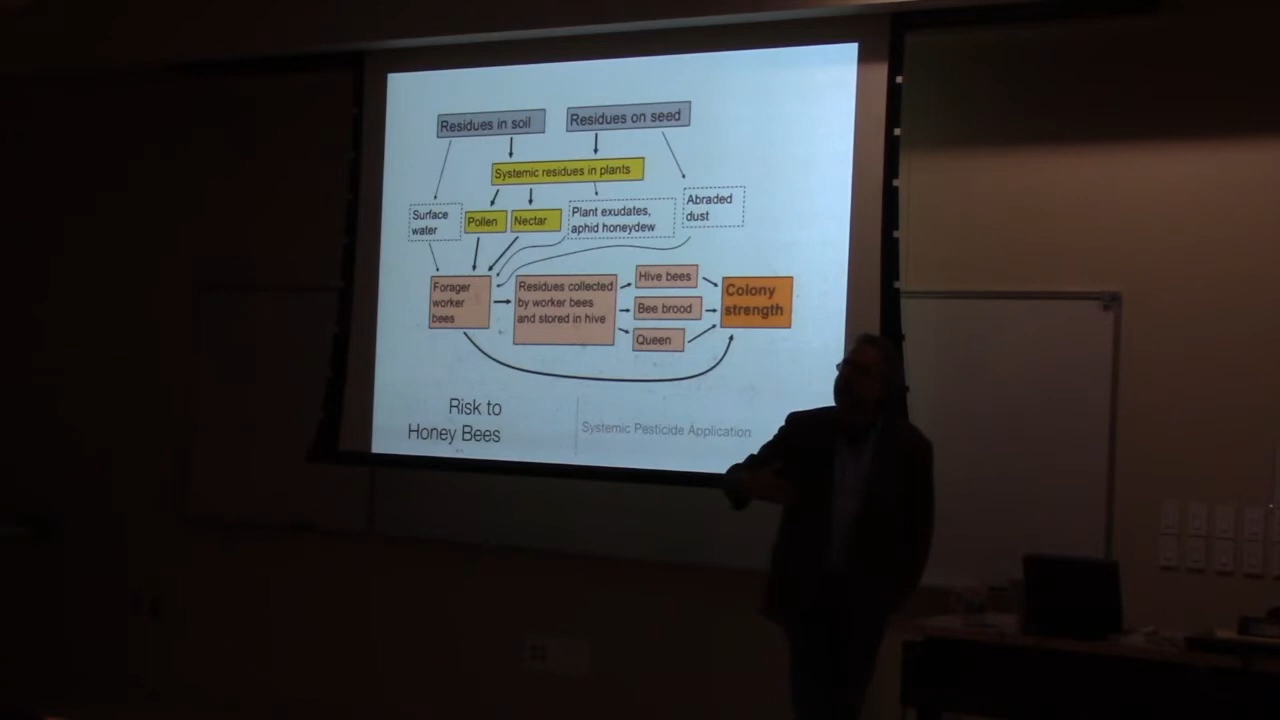 Residues in soil
Residues on seed
Systemic residues in plants
Surface
water
Pollen
Nectar
Plant exudates,
aphid honeydew
Abraded
dust
Forager
worker
bees
Residues collected
by worker bees
and stored in hive
Hive bees
Bee brood
Queen
Colony
strength
Risk to
Honey Bees
Systemic Pesticide Application